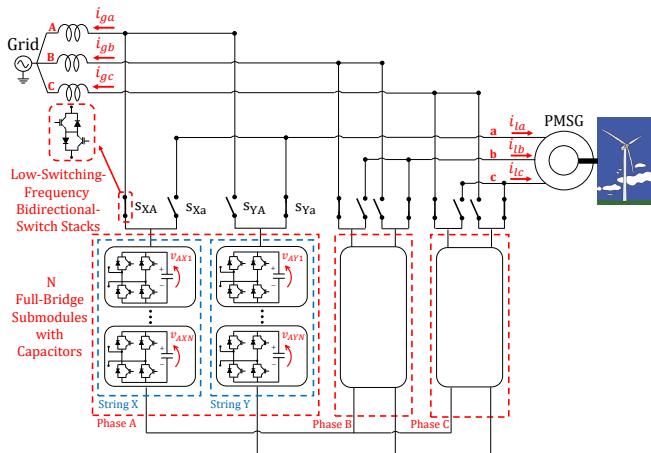 i_ga
A
Grid
i_gb
B
i_gc
C
PMSG
a
i_la
b
i_lb
c
i_lc
Low-Switching-
Frequency
Bidirectional-
Switch Stacks
S_XA
S_Xa
S_YA
S_Ya
N
Full-Bridge
Submodules
with
Capacitors
v_AX1
+
−
v_AY1
+
−
v_AXN
+
−
v_AYN
+
−
String X
String Y
Phase A
Phase B
Phase C